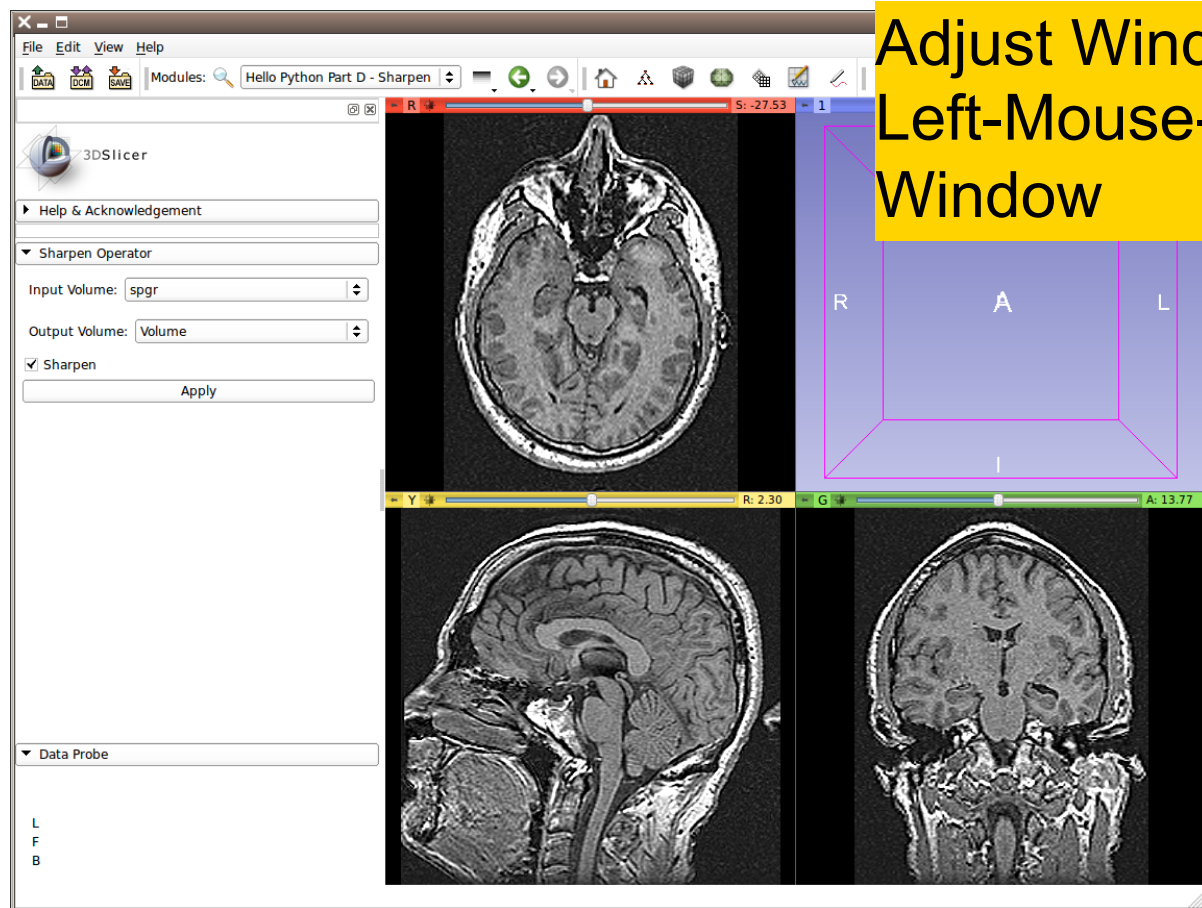 File Edit View Help
DATA DCM SAVE Modules: Hello Python Part D - Sharpen
Adjust Wind
Left-Mouse-
Window
3DSlicer
Help & Acknowledgement
Sharpen Operator
Input Volume: spgr
Output Volume: Volume
Sharpen
Apply
R S: -27.53
1
R A L
I
Y R: 2.30
G A: 13.77
Data Probe
L
F
B